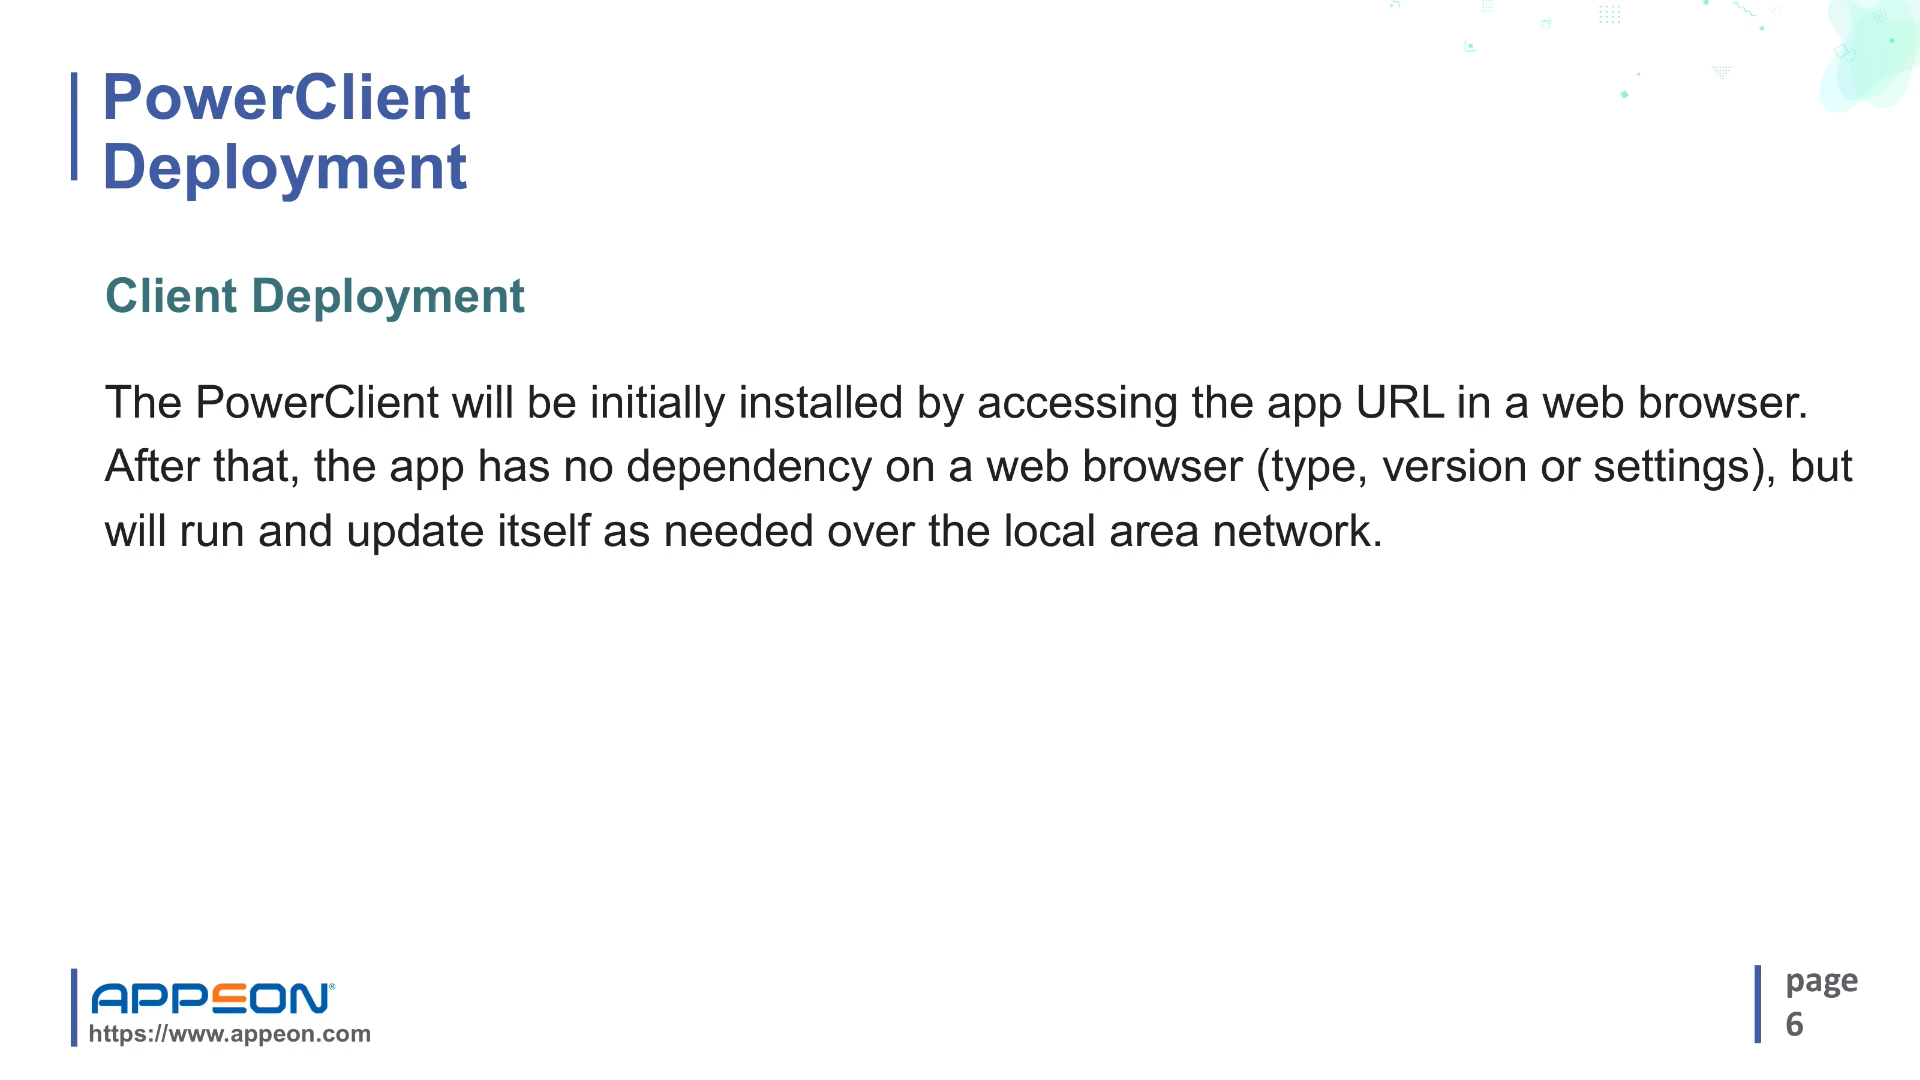 PowerClient
Deployment
Client Deployment
The PowerClient will be initially installed by accessing the app URL in a web browser.
After that, the app has no dependency on a web browser (type, version or settings), but
will run and update itself as needed over the local area network.
APPEON®
https://www.appeon.com
page
6